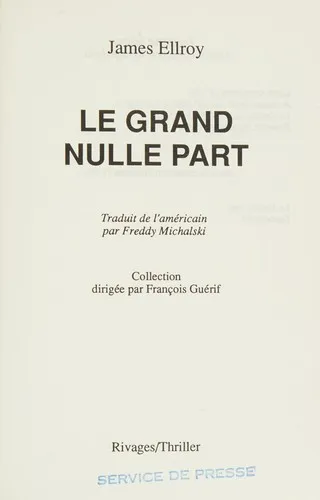 James Ellroy
LE GRAND
NULLE PART
Traduit de l'américain
par Freddy Michalski
Collection
dirigée par François Guérif
Rivages/Thriller
SERVICE DE PRESSE